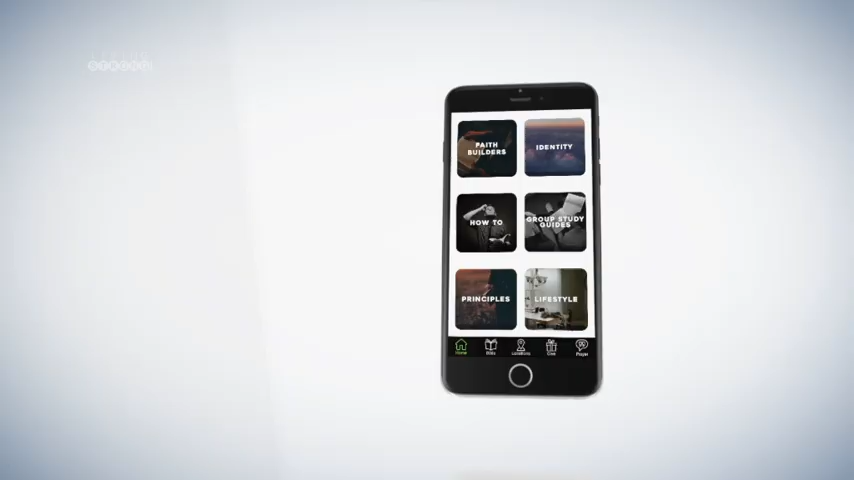 FAITH
BUILDERS
IDENTITY
HOW TO
GROUP STUDY
GUIDES
PRINCIPLES
LIFESTYLE
Home
Bible
Locations
Give
Prayer